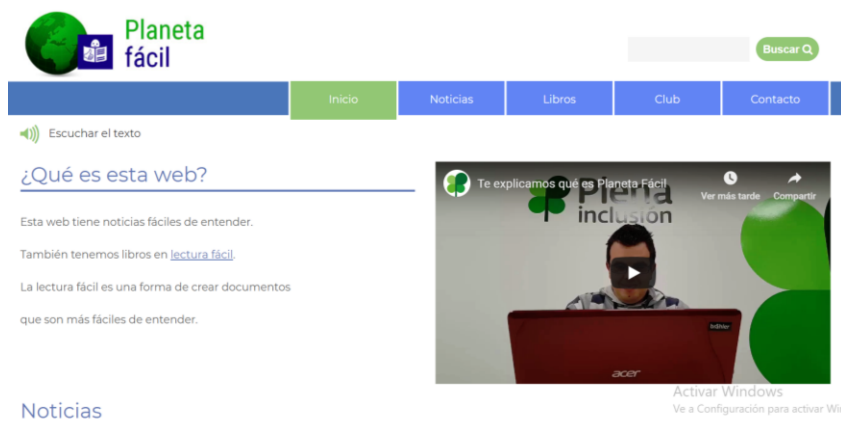 Planeta
fácil
Buscar
Inicio
Noticias
Libros
Club
Contacto
Escuchar el texto
¿Qué es esta web?
Esta web tiene noticias fáciles de entender.
También tenemos libros en lectura fácil.
La lectura fácil es una forma de crear documentos
que son más fáciles de entender.
Te explicamos qué es Planeta Fácil
Ver más tarde
Compartir
Plena
inclusión
acer
Activar Windows
Ve a Configuración para activar Wi
Noticias